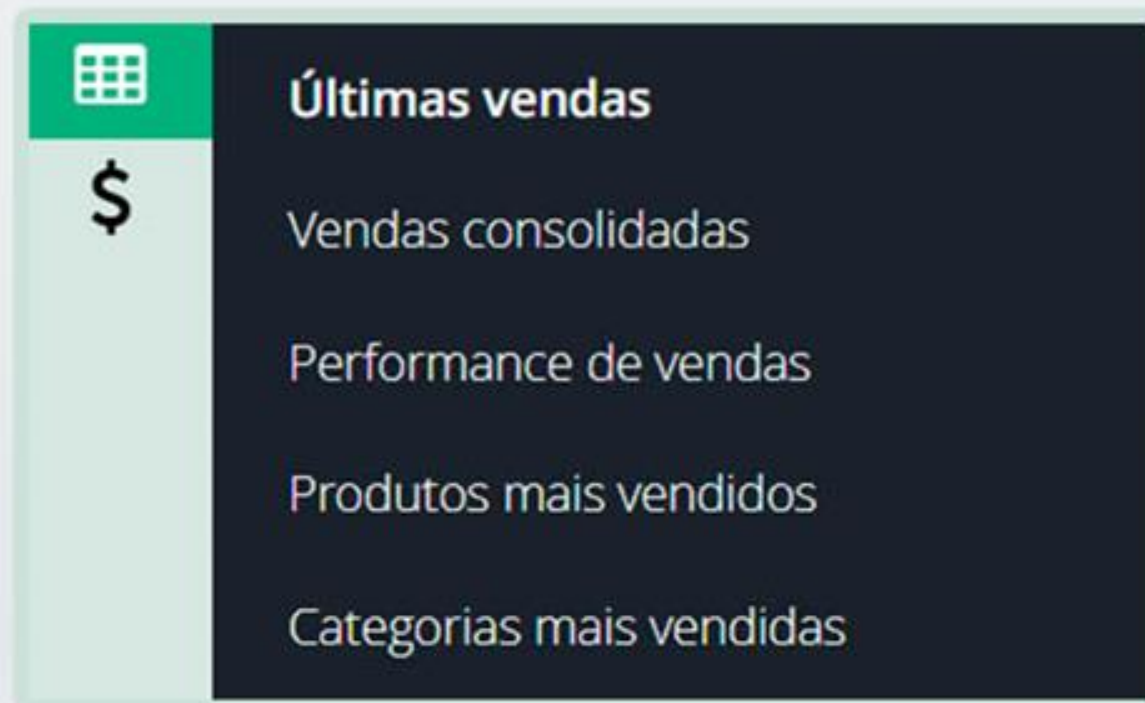 Últimas vendas
$
Vendas consolidadas
Performance de vendas
Produtos mais vendidos
Categorias mais vendidas